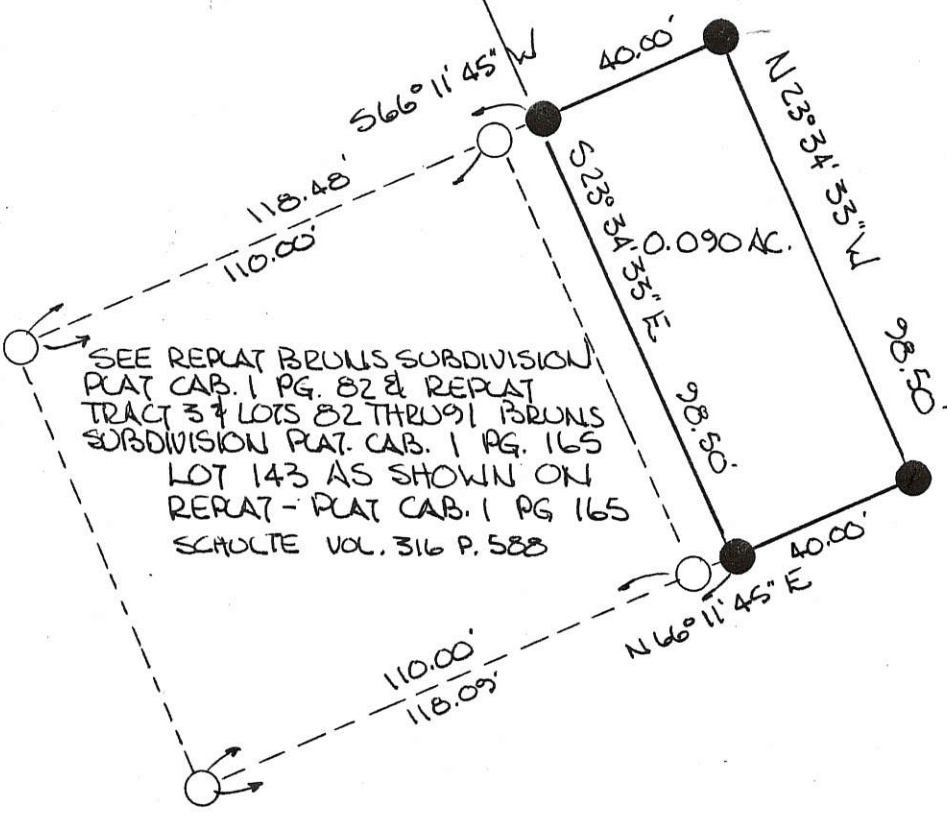 40.00'
S66° 11' 45" W
N 23° 34' 33" W
118.48'
110.00'
S 23° 34' 33" E
0.090 AC.
98.50'
98.50'
SEE REPLAT BRUNS SUBDIVISION
PLAT CAB. 1 PG. 82 & REPLAT
TRACT 3 & LOTS 82 THRU 91 BRUNS
SUBDIVISION PLAT. CAB. 1 PG. 165
LOT 143 AS SHOWN ON
REPLAT - PLAT CAB. 1 PG 165
SCHULTE VOL. 316 P. 588
40.00'
N 66° 11' 45" E
110.00'
118.09'